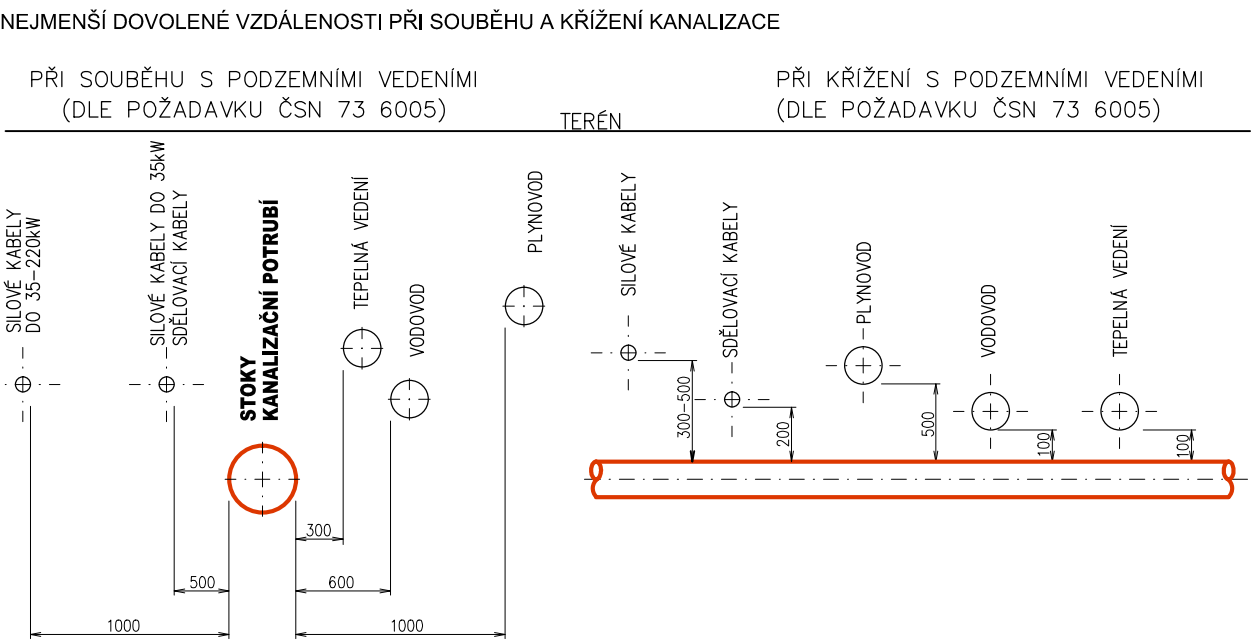 NEJMENŠÍ DOVOLENÉ VZDÁLENOSTI PŘI SOUBĚHU A KŘÍŽENÍ KANALIZACE
PŘI SOUBĚHU S PODZEMNÍMI VEDENÍMI
(DLE POŽADAVKU ČSN 73 6005)
PŘI KŘÍŽENÍ S PODZEMNÍMI VEDENÍMI
(DLE POŽADAVKU ČSN 73 6005)
TERÉN
SILOVÉ KABELY
DO 35-220kW
SILOVÉ KABELY DO 35kW
SDĚLOVACÍ KABELY
STOKY
KANALIZAČNÍ POTRUBÍ
TEPELNÁ VEDENÍ
VODOVOD
PLYNOVOD
300
500
600
1000
1000
SILOVÉ KABELY
SDĚLOVACÍ KABELY
PLYNOVOD
VODOVOD
TEPELNÁ VEDENÍ
300-500
200
500
100
100